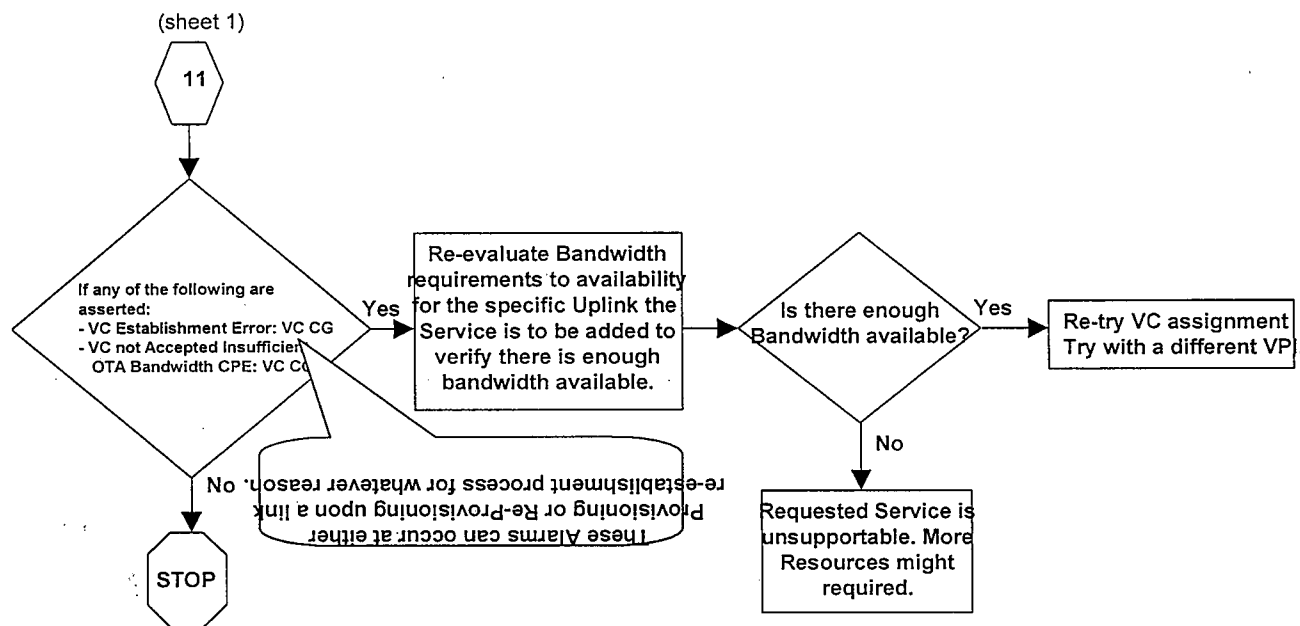 (sheet 1)
11
If any of the following are
asserted:
- VC Establishment Error: VC CG
- VC not Accepted Insufficien
OTA Bandwidth CPE: VC CG
Yes
Re-evaluate Bandwidth
requirements to availability
for the specific Uplink the
Service is to be added to
verify there is enough
bandwidth available.
Is there enough
Bandwidth available?
Yes
Re-try VC assignment
Try with a different VP
No
Requested Service is
unsupportable. More
Resources might
required.
These Alarms can occur at either
Provisioning or Re-Provisioning upon a link
re-establishment process for whatever reason.
No
STOP